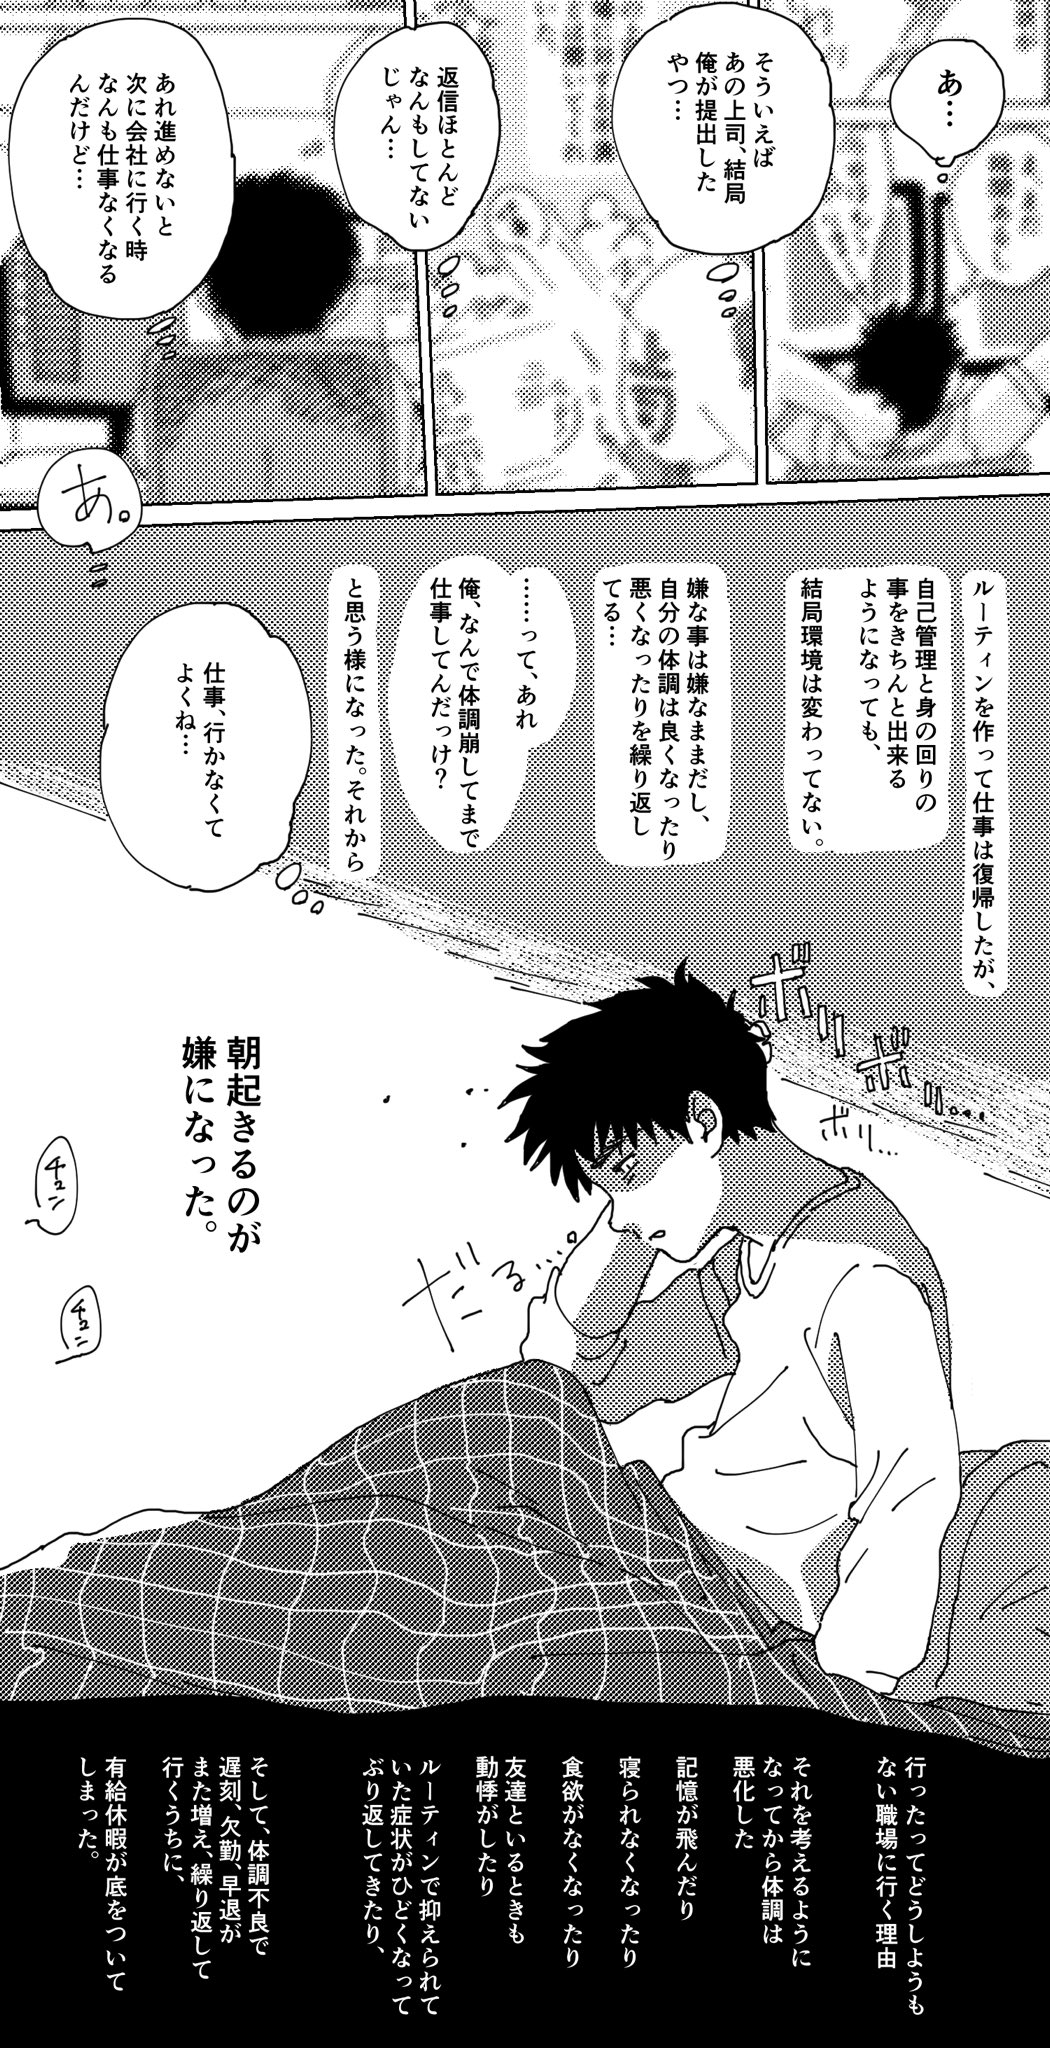 あ…
そういえば
あの上司、結局
俺が提出した
やつ…
返信ほとんど
なんもしてない
じゃん…
あれ進めないと
次に会社に行く時
なんも仕事なくなる
んだけど…
あ。
ルーティンを作って仕事は復帰したが、
自己管理と身の回りの
事をきちんと出来る
ようになっても、
結局環境は変わってない。
嫌な事は嫌なままだし、
自分の体調は良くなったり
悪くなったりを繰り返し
てる…
……って、あれ
俺、なんで体調崩してまで
仕事してんだっけ?
と思う様になった。それから
仕事、行かなくて
よくね…
ボリボリ…
ボリ…
朝起きるのが
嫌になった。
だる…
チュン
チュン
行ったってどうしようも
ない職場に行く理由
それを考えるように
なってから体調は
悪化した
記憶が飛んだり
寝られなくなったり
食欲がなくなったり
友達といるときも
動悸がしたり
ルーティンで抑えられて
いた症状がひどくなって
ぶり返してきたり、
そして、体調不良で
遅刻、欠勤、早退が
また増え、繰り返して
行くうちに、
有給休暇が底をついて
しまった。